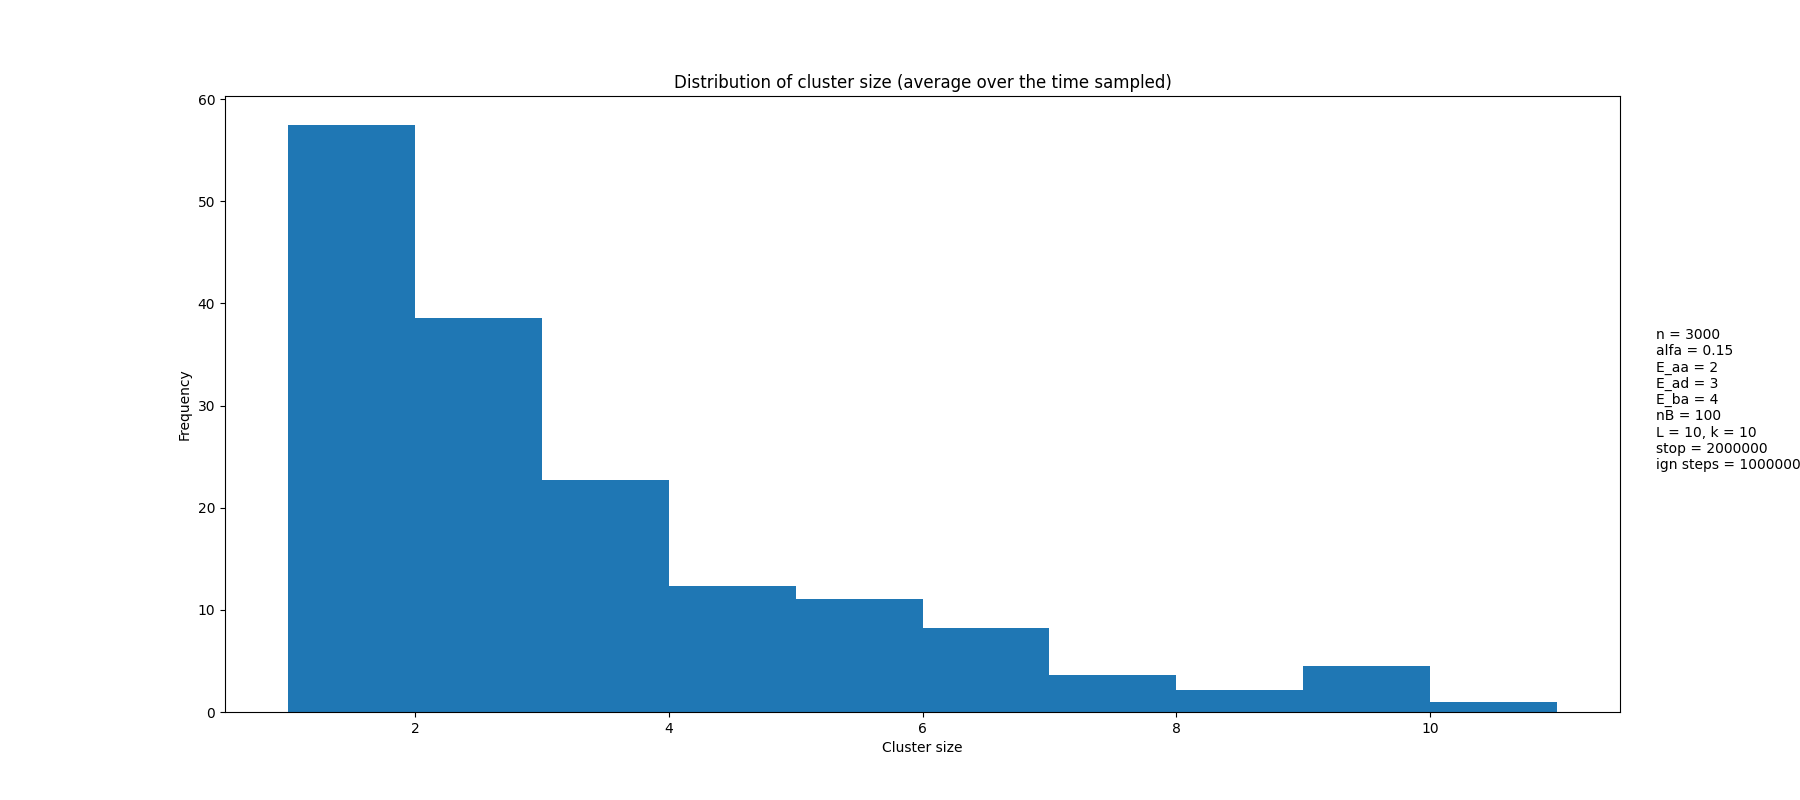 Distribution of cluster size (average over the time sampled)
60
50
40
30
20
10
0
Frequency
2 4 6 8 10
Cluster size
n = 3000
alfa = 0.15
E_aa = 2
E_ad = 3
E_ba = 4
nB = 100
L = 10, k = 10
stop = 2000000
ign steps = 1000000